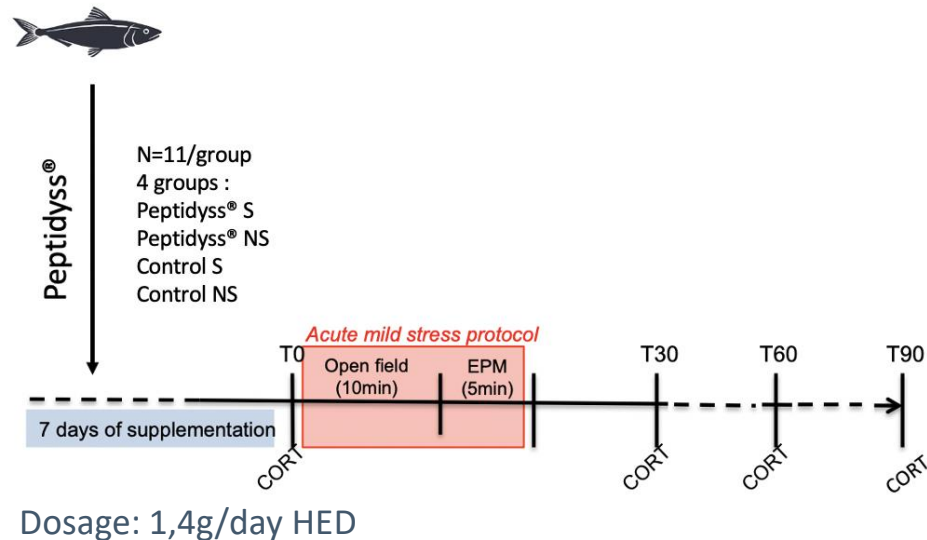 Peptidyss®
N=11/group
4 groups :
Peptidyss® S
Peptidyss® NS
Control S
Control NS
Acute mild stress protocol
T0
Open field
(10min)
EPM
(5min)
T30
T60
T90
7 days of supplementation
CORT
CORT
CORT
CORT
Dosage: 1,4g/day HED